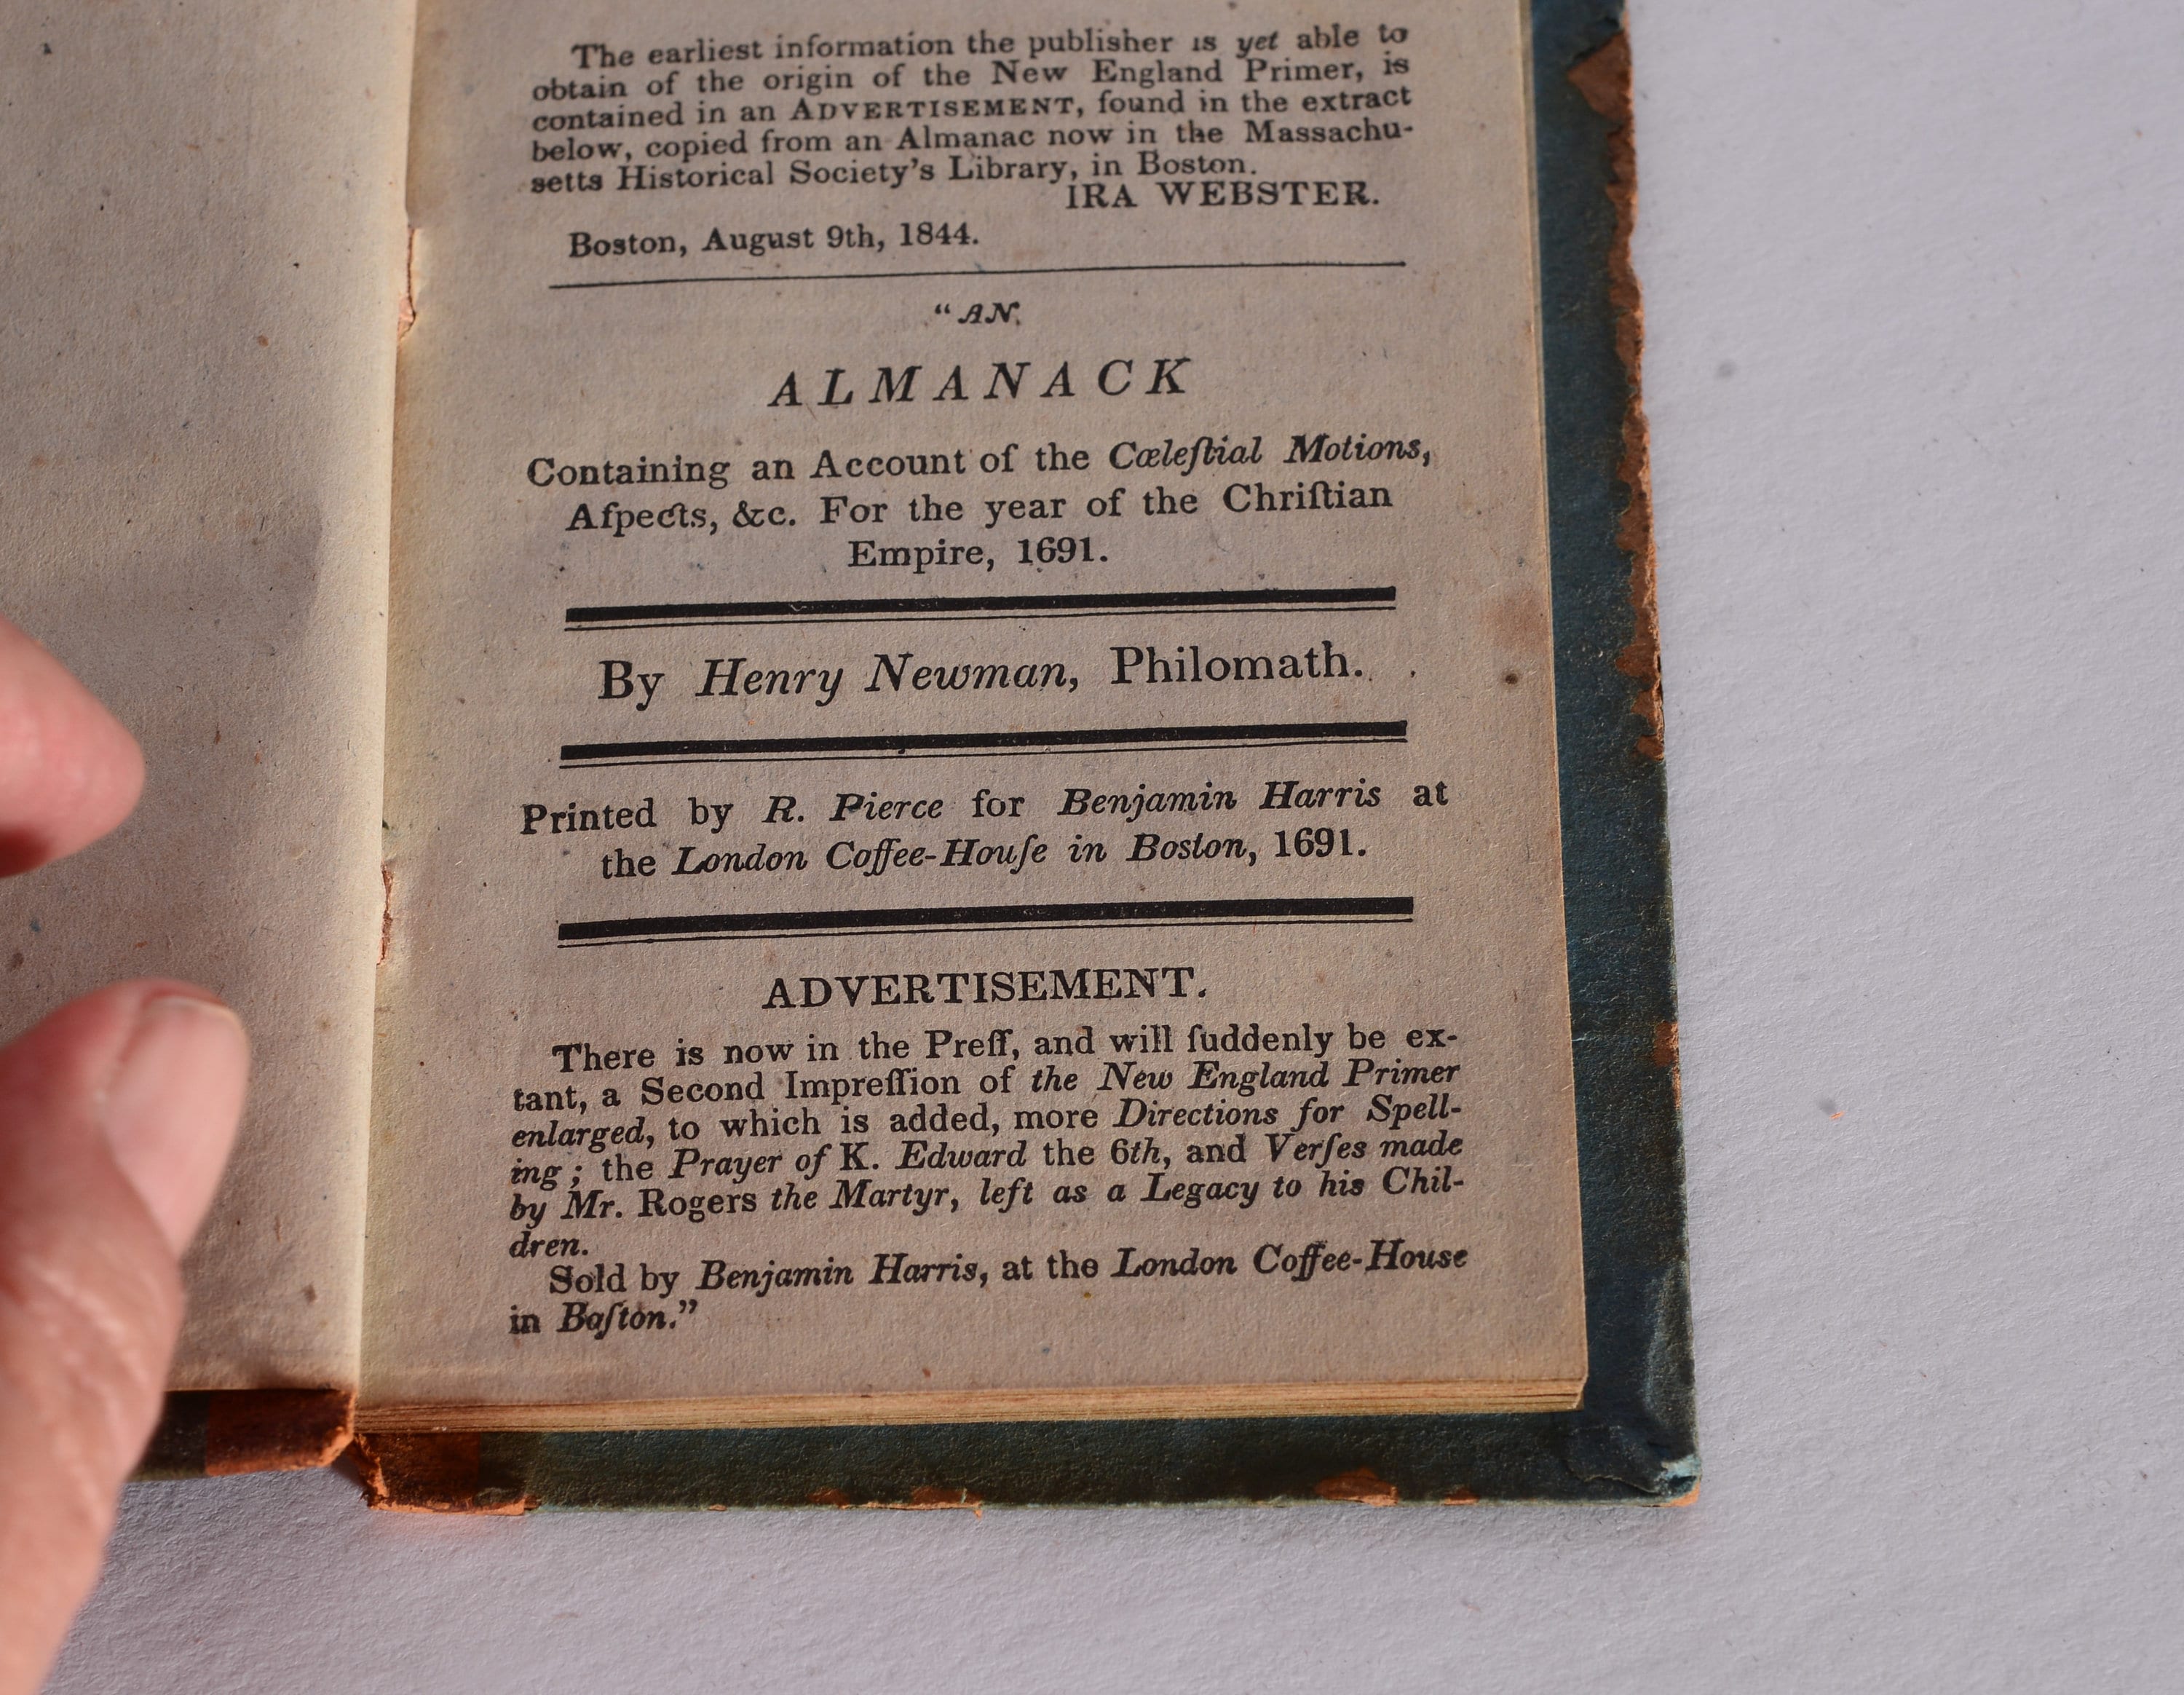 The earliest information the publisher is yet able to
obtain of the origin of the New England Primer, is
contained in an ADVERTISEMENT, found in the extract
below, copied from an Almanac now in the Massachu-
setts Historical Society's Library, in Boston.
IRA WEBSTER.
Boston, August 9th, 1844.
“AN
ALMANACK
Containing an Account of the Cœleſtial Motions,
Aſpects, &c. For the year of the Chriſtian
Empire, 1691.
By Henry Newman, Philomath.
Printed by R. Pierce for Benjamin Harris at
the London Coffee-Houſe in Boston, 1691.
ADVERTISEMENT.
There is now in the Preſſ, and will ſuddenly be ex-
tant, a Second Impreſſion of the New England Primer
enlarged, to which is added, more Directions for Spell-
ing; the Prayer of K. Edward the 6th, and Verſes made
by Mr. Rogers the Martyr, left as a Legacy to his Chil-
dren.
Sold by Benjamin Harris, at the London Coffee-House
in Boſton.”